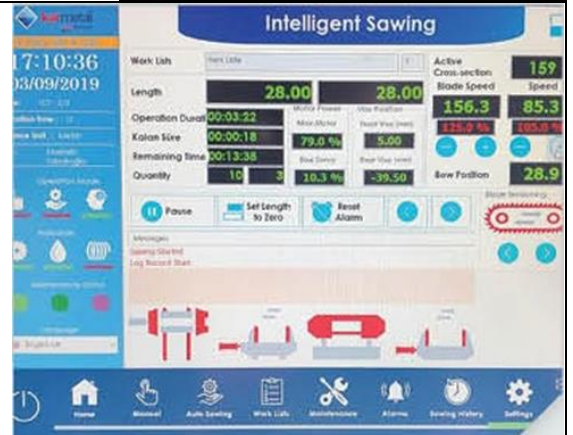 karmetal
Intelligent Sawing
17:10:36
03/09/2019
Work Lists
Active
Cross-section
159
Length
28.00
28.00
Blade Speed
Speed
156.3
85.3
125.0 %
105.0 %
Operation Durati
00:03:22
Motor Power
Vise Position
Main Motor
Front Vise (mm)
Kalan Süre
00:00:18
79.0 %
5.00
Remaining Time
00:13:38
Rear Vise (mm)
Quantity
10
3
10.3 %
-39.50
Bow Position
28.9
Pause
Set Length
to Zero
Reset
Alarm
Messages
Sawing Started
Log Record Start
Home
Manual
Auto Sawing
Work Lists
Maintenance
Alarms
Sawing History
Settings